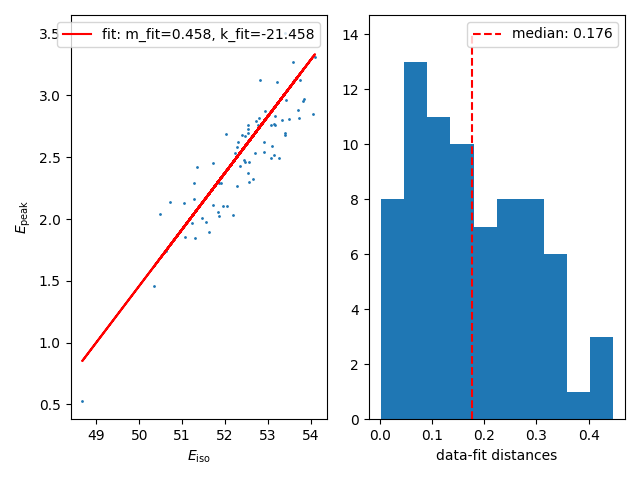 fit: m_fit=0.458, k_fit=-21.458
3.5
3.0
2.5
2.0
1.5
1.0
0.5
E_peak
49 50 51 52 53 54
E_iso
median: 0.176
14
12
10
8
6
4
2
0
0.0 0.1 0.2 0.3 0.4
data-fit distances